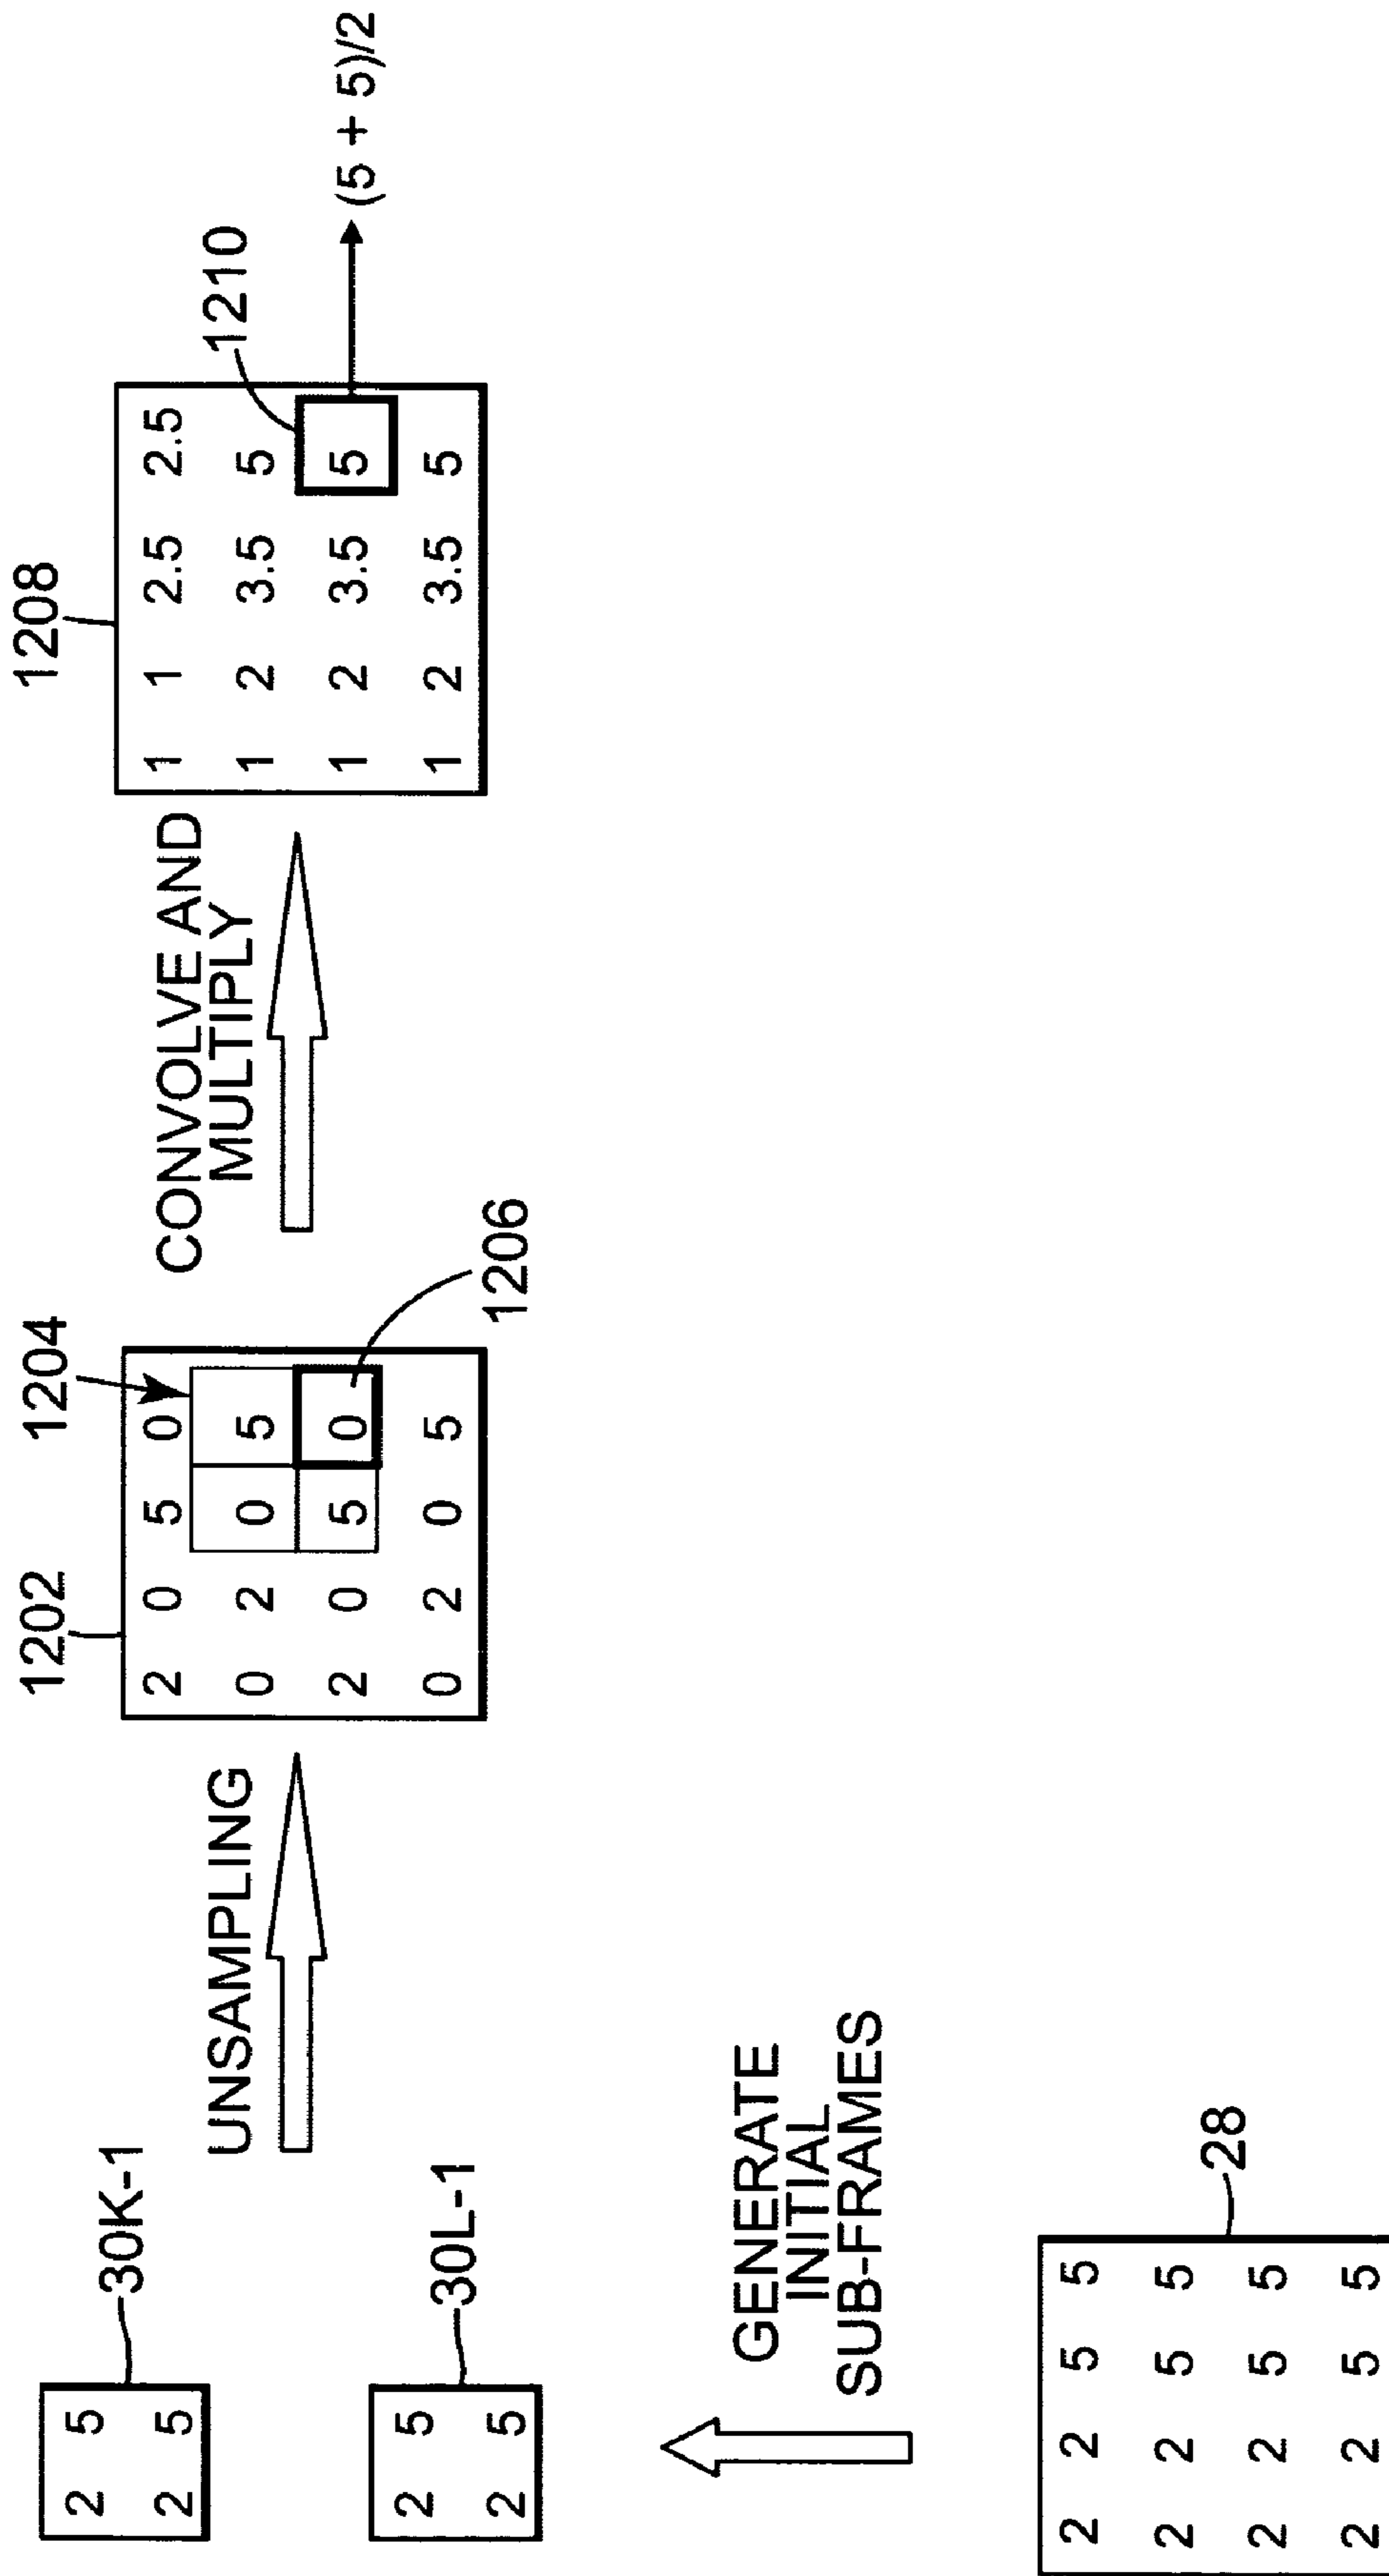 30K-1
2 5
2 5
30L-1
2 5
2 5
UNSAMPLING
1202
1204
2 0 5 0
0 2 0 5
2 0 5 0
0 2 0 5
1206
CONVOLVE AND
MULTIPLY
1208
1 1 2.5 2.5
1 2 3.5 5
1 2 3.5 5
1 2 3.5 5
1210
(5 + 5)/2
GENERATE
INITIAL
SUB-FRAMES
28
2 2 5 5
2 2 5 5
2 2 5 5
2 2 5 5